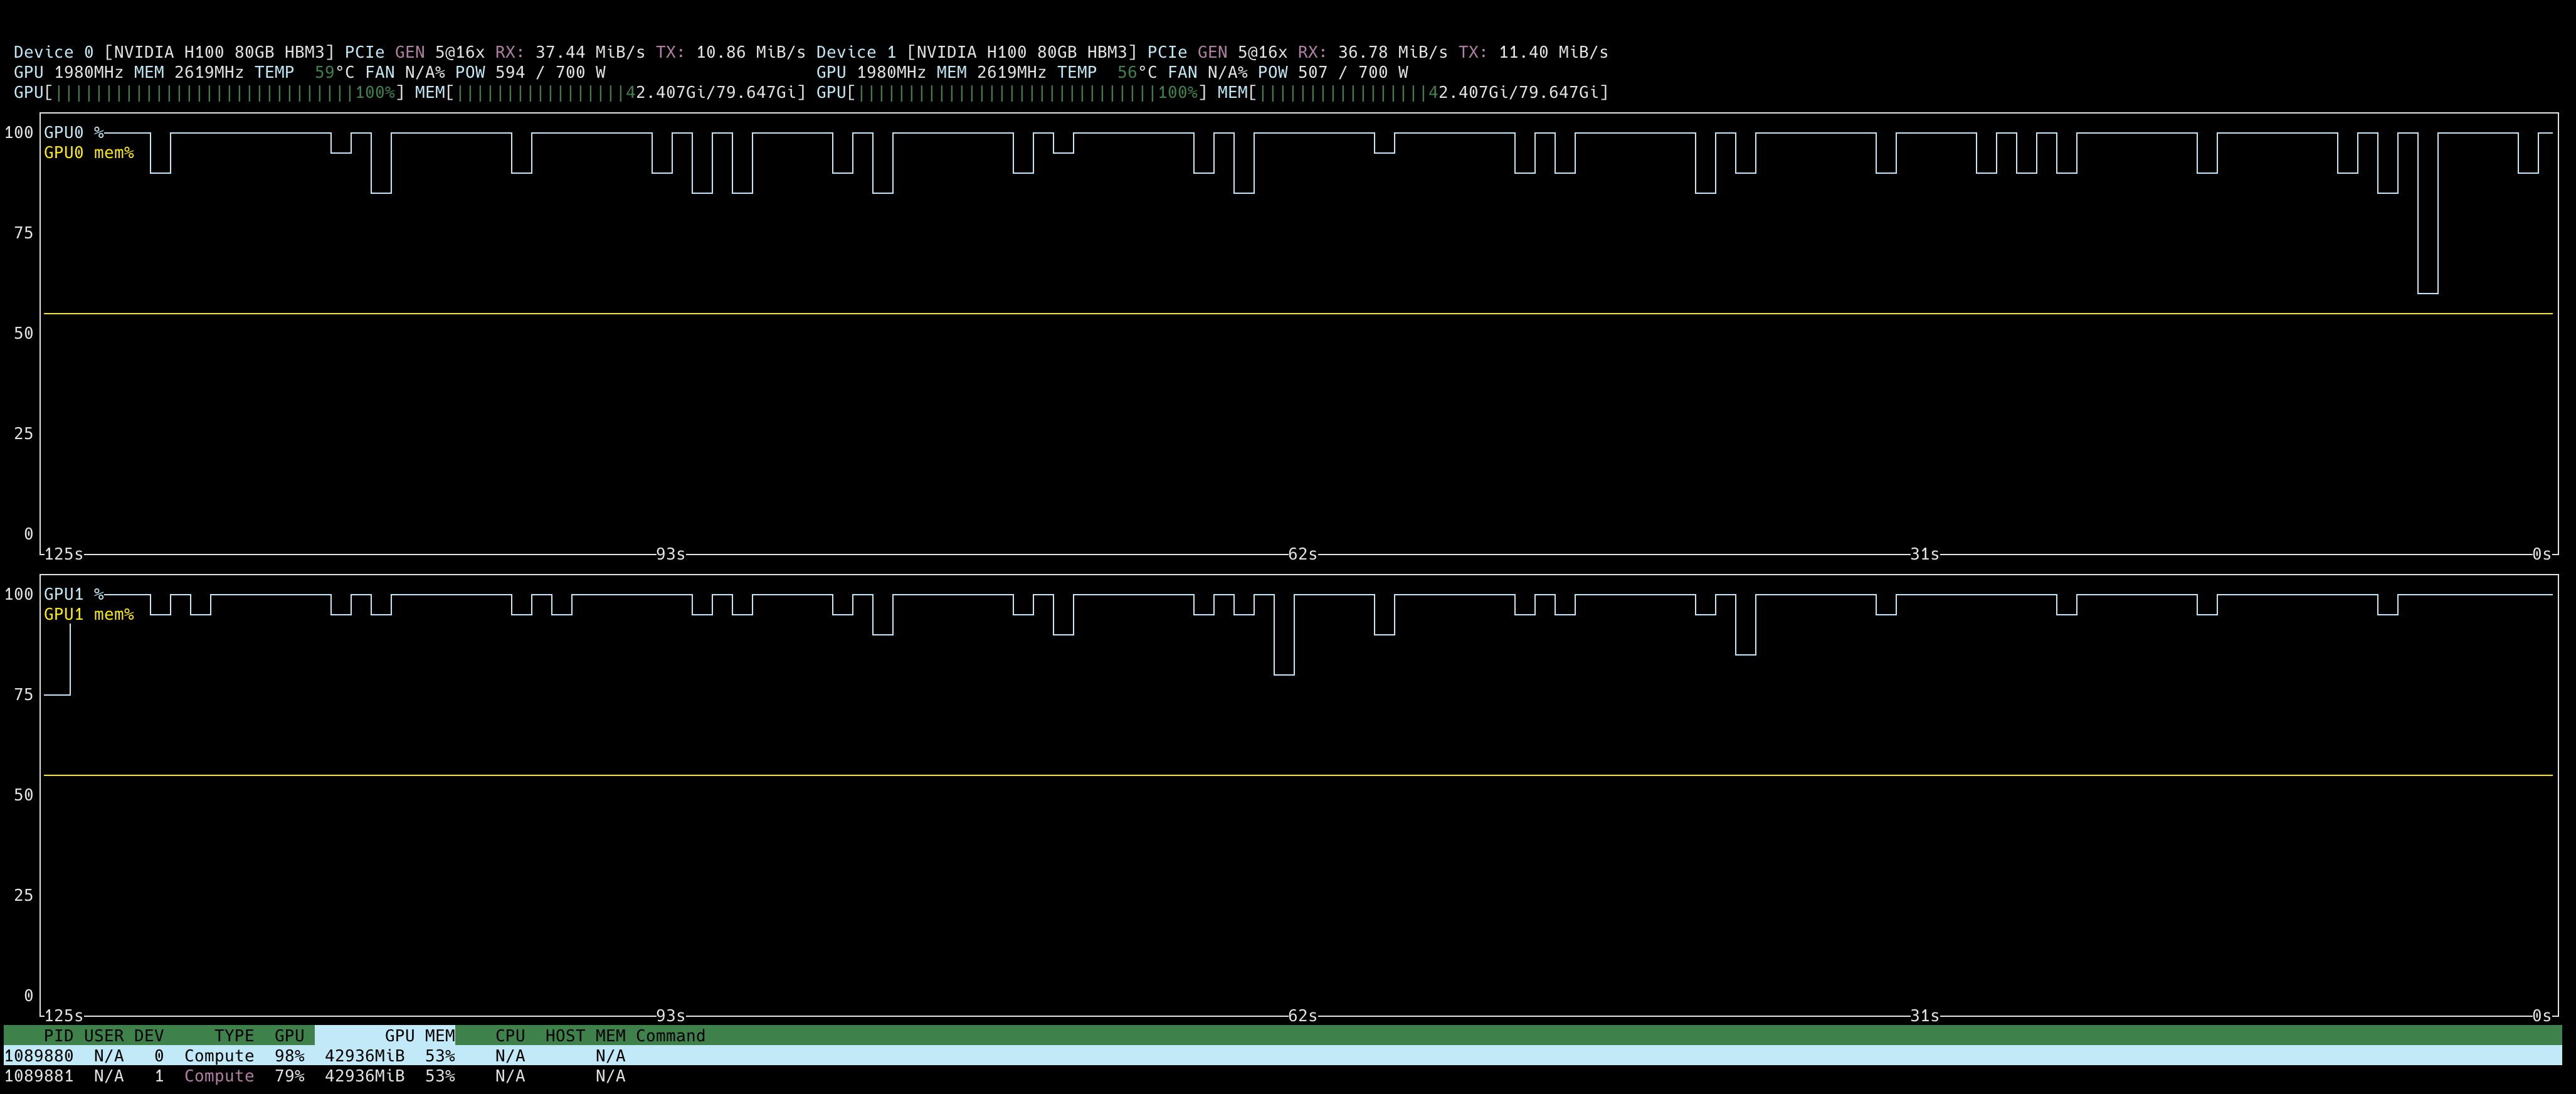 Device 0 [NVIDIA H100 80GB HBM3] PCIe GEN 5@16x RX: 37.44 MiB/s TX: 10.86 MiB/s Device 1 [NVIDIA H100 80GB HBM3] PCIe GEN 5@16x RX: 36.78 MiB/s TX: 11.40 MiB/s
GPU 1980MHz MEM 2619MHz TEMP 59°C FAN N/A% POW 594 / 700 W GPU 1980MHz MEM 2619MHz TEMP 56°C FAN N/A% POW 507 / 700 W
GPU[||||||||||||||||||||||||||||||100%] MEM[|||||||||||||||||42.407Gi/79.647Gi] GPU[||||||||||||||||||||||||||||||100%] MEM[|||||||||||||||||42.407Gi/79.647Gi]
100 GPU0 %
GPU0 mem%
75
50
25
0
125s 93s 62s 31s 0s
100 GPU1 %
GPU1 mem%
75
50
25
0
125s 93s 62s 31s 0s
PID USER DEV TYPE GPU GPU MEM CPU HOST MEM Command
1089880 N/A 0 Compute 98% 42936MiB 53% N/A N/A
1089881 N/A 1 Compute 79% 42936MiB 53% N/A N/A